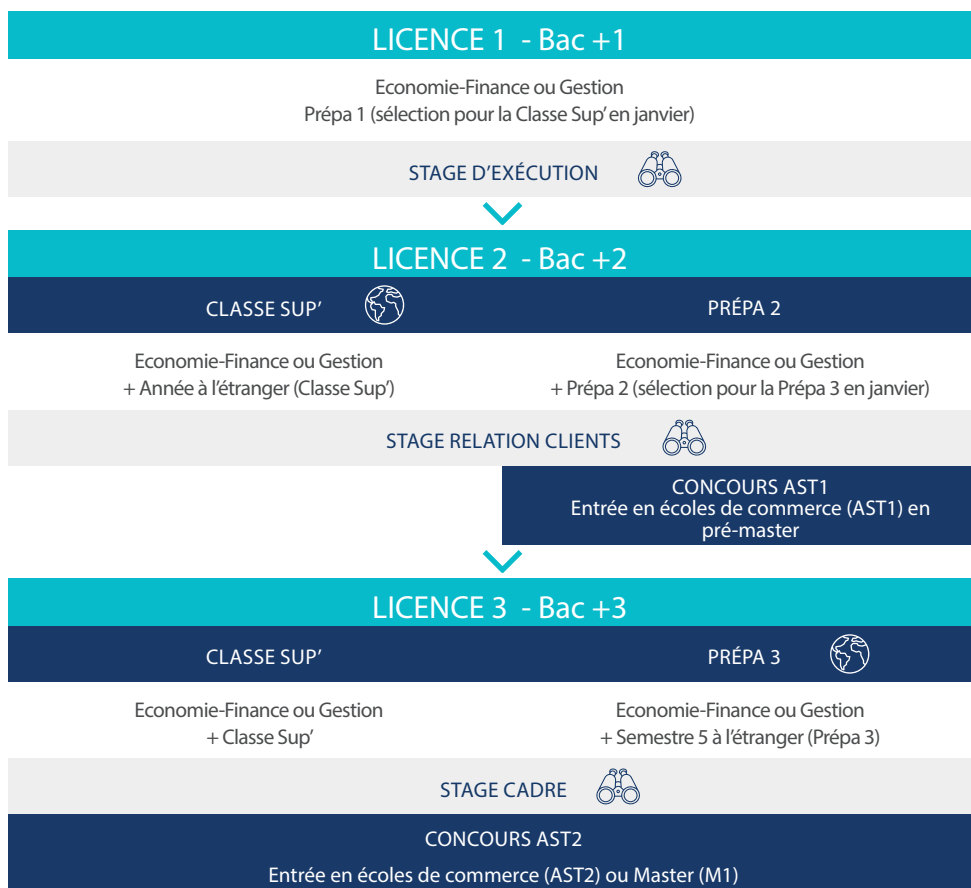 LICENCE 1 - Bac +1
Economie-Finance ou Gestion
Prépa 1 (sélection pour la Classe Sup’ en janvier)
STAGE D’EXÉCUTION
LICENCE 2 - Bac +2
CLASSE SUP’
PRÉPA 2
Economie-Finance ou Gestion
+ Année à l’étranger (Classe Sup’)
Economie-Finance ou Gestion
+ Prépa 2 (sélection pour la Prépa 3 en janvier)
STAGE RELATION CLIENTS
CONCOURS AST1
Entrée en écoles de commerce (AST1) en
pré-master
LICENCE 3 - Bac +3
CLASSE SUP’
PRÉPA 3
Economie-Finance ou Gestion
+ Classe Sup’
Economie-Finance ou Gestion
+ Semestre 5 à l’étranger (Prépa 3)
STAGE CADRE
CONCOURS AST2
Entrée en écoles de commerce (AST2) ou Master (M1)